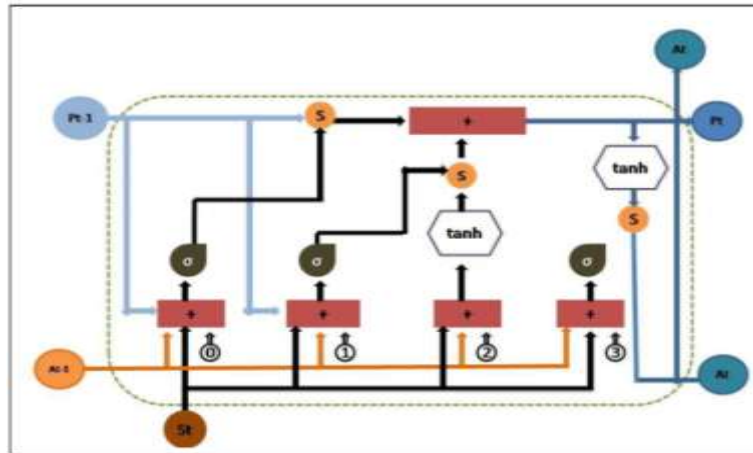 At
Pt-1
S
+
Pt
tanh
S
S
tanh
σ
σ
σ
+
+
+
+
⓪
①
②
③
At-1
At
St